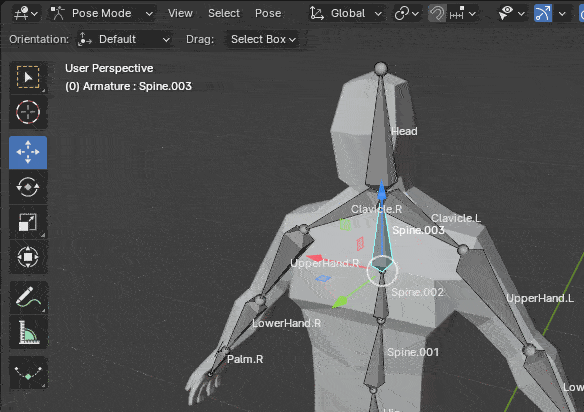 Pose Mode View Select Pose Global
Orientation: Default Drag: Select Box
User Perspective
(0) Armature : Spine.003
Head
Clavicle.R
Clavicle.L
Spine.003
UpperHand.R
Spine.002
UpperHand.L
LowerHand.R
Spine.001
Palm.R
Low